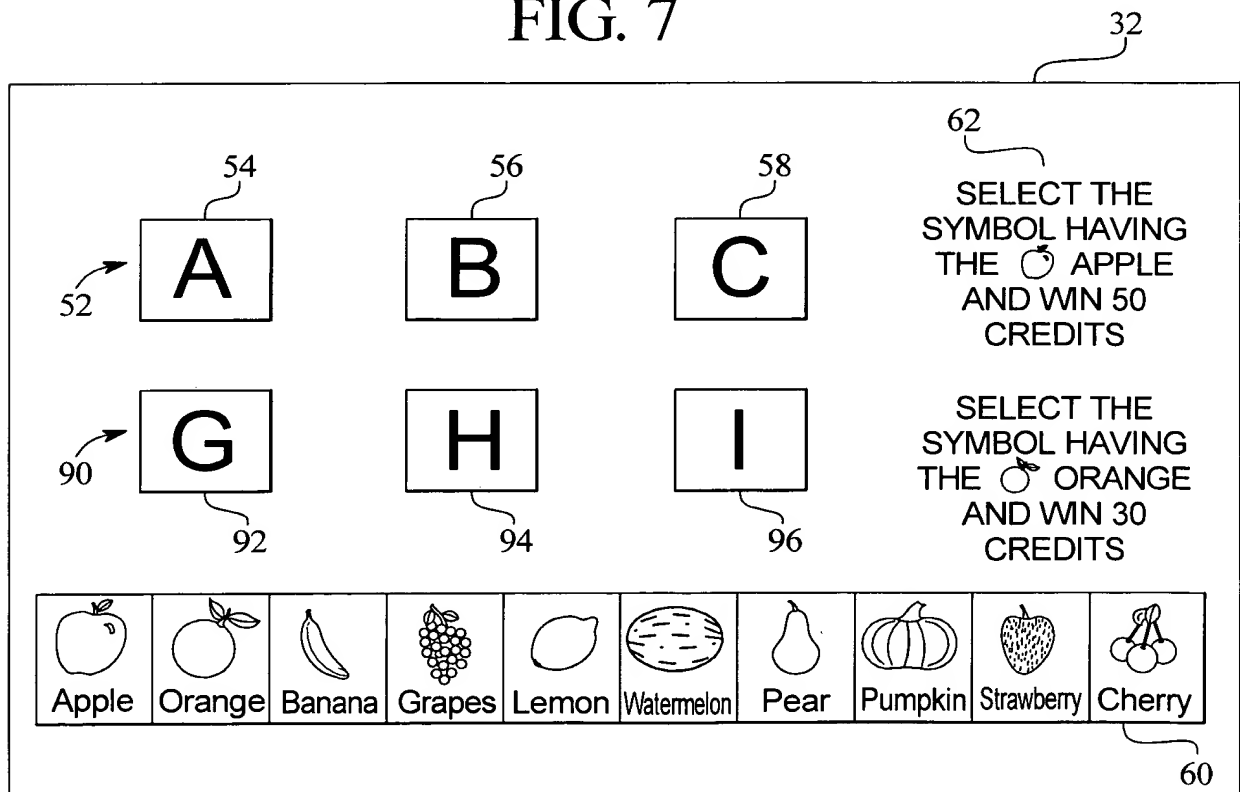 FIG. 7
32
62
54 56 58
SELECT THE
SYMBOL HAVING
THE APPLE
AND WIN 50
CREDITS
A B C
52
G H I
90
92 94 96
SELECT THE
SYMBOL HAVING
THE ORANGE
AND WIN 30
CREDITS
Apple Orange Banana Grapes Lemon Watermelon Pear Pumpkin Strawberry Cherry
60